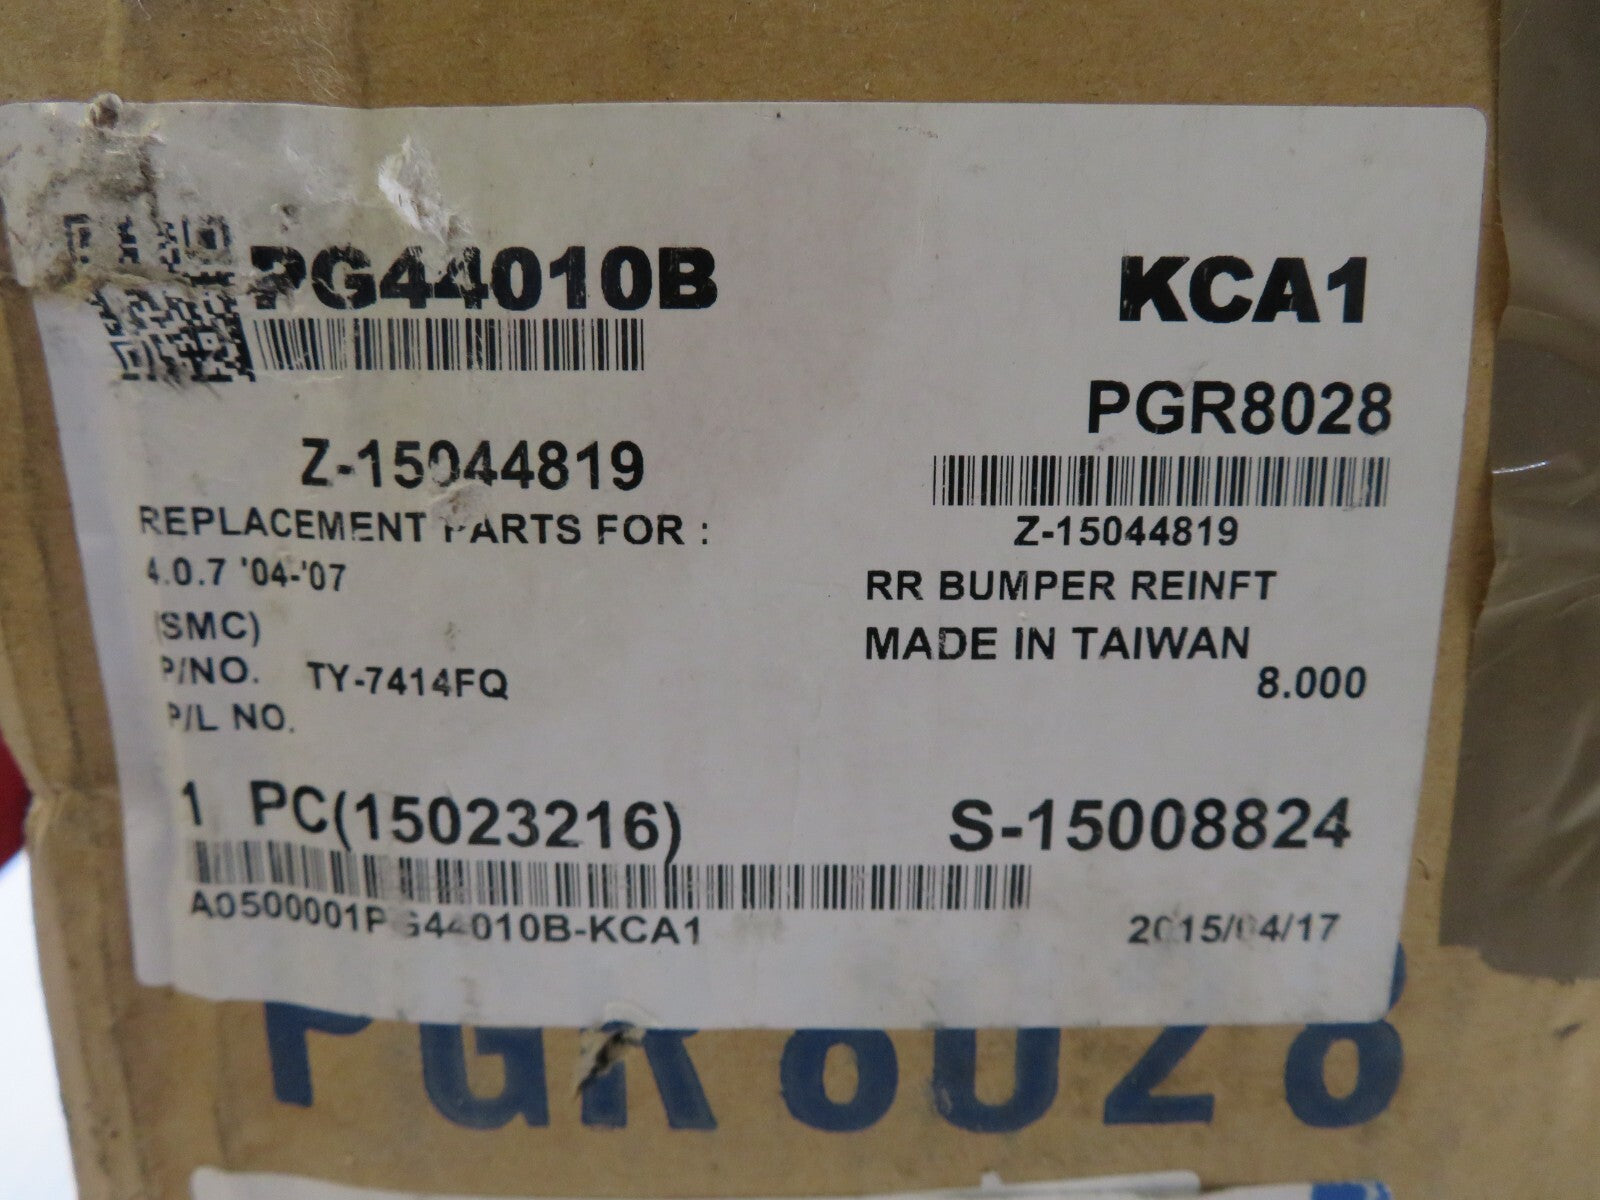 PG44010B
KCA1
PGR8028
Z-15044819
Z-15044819
REPLACEMENT PARTS FOR :
4.0.7 '04-'07
RR BUMPER REINFT
(SMC)
MADE IN TAIWAN
P/NO. TY-7414FQ
8.000
P/L NO.
1 PC(15023216)
S-15008824
A0500001PG44010B-KCA1
2015/04/17
PGR8028